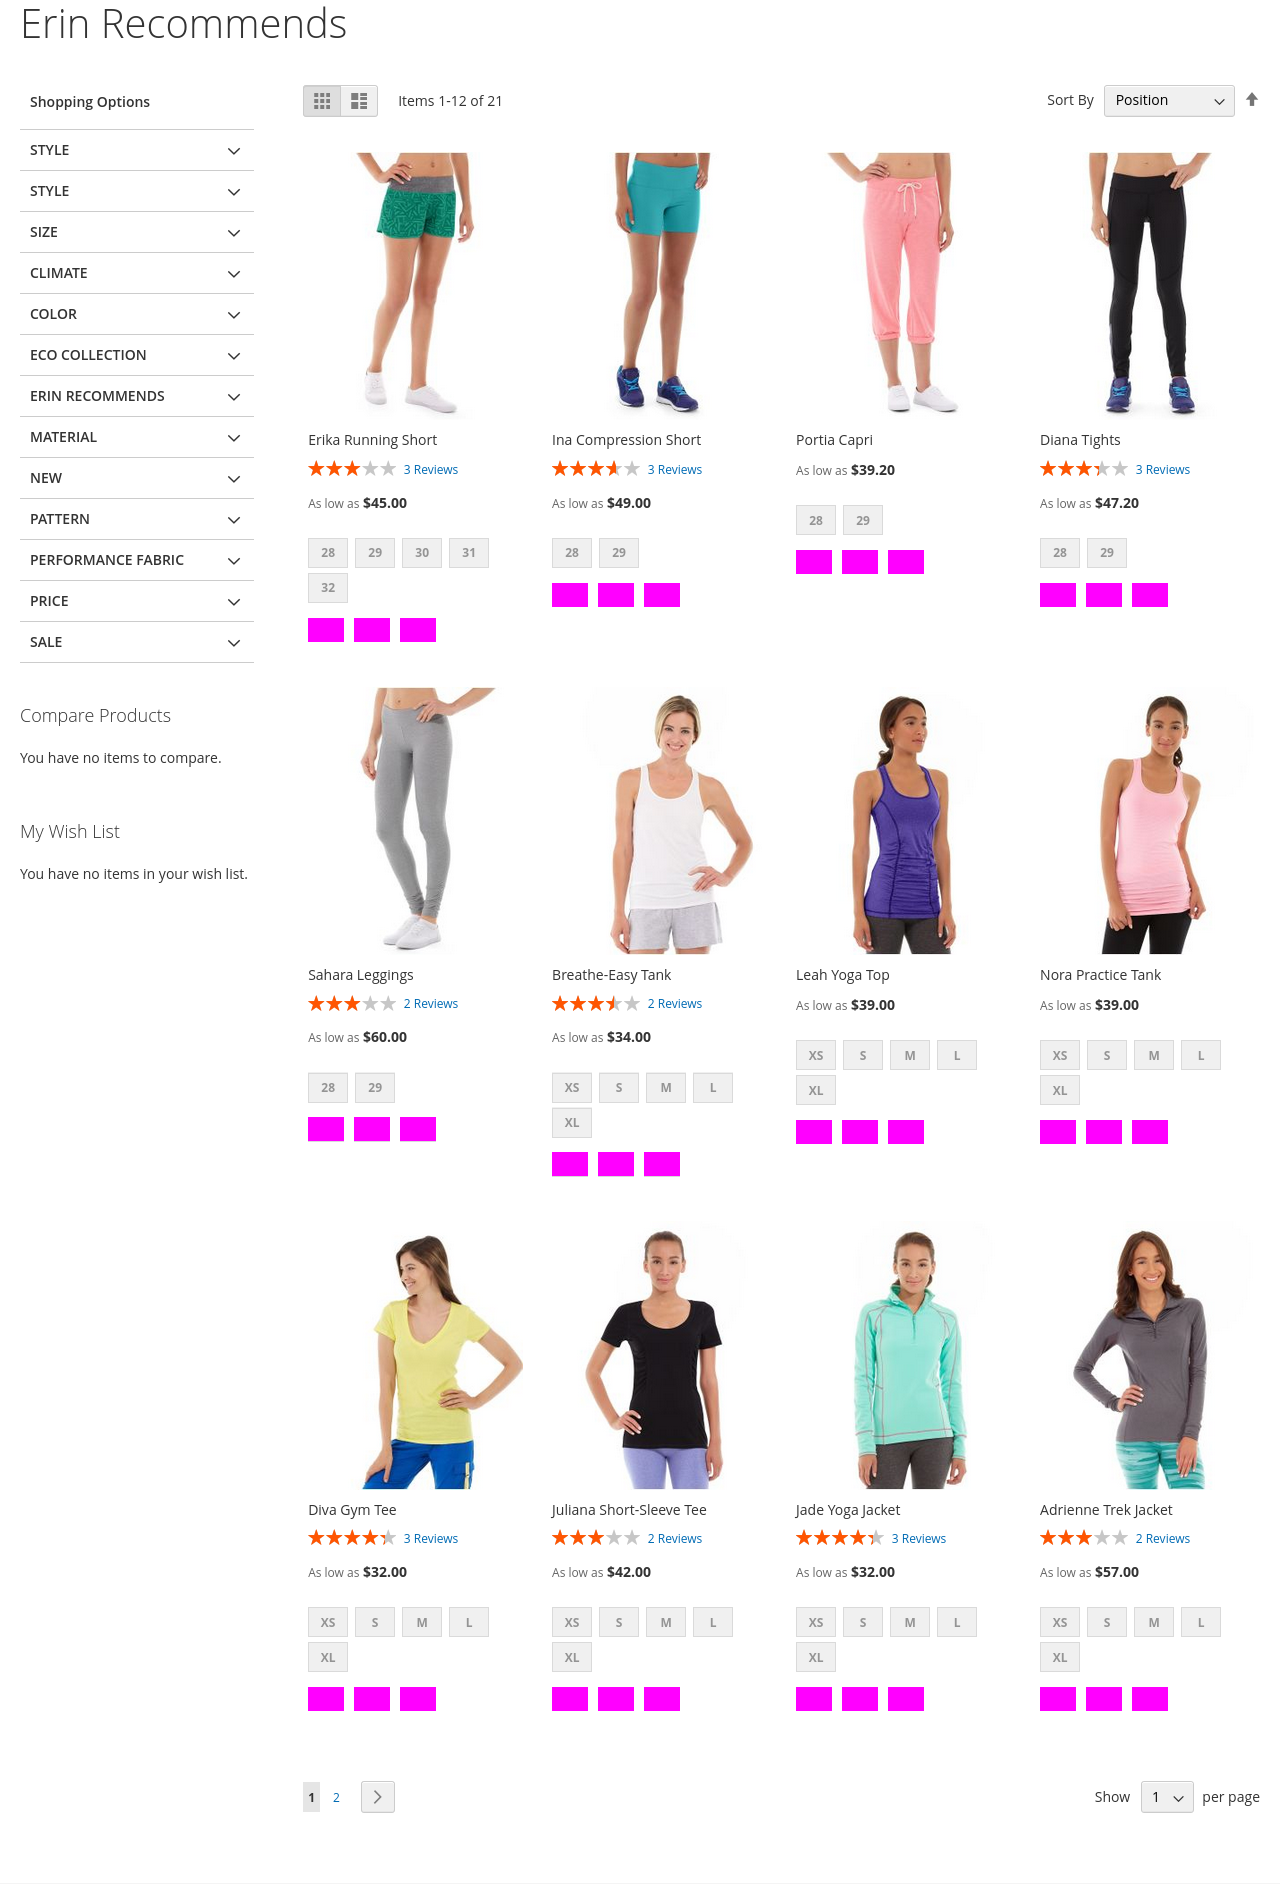 Erin Recommends
Shopping Options
STYLE
STYLE
SIZE
CLIMATE
COLOR
ECO COLLECTION
ERIN RECOMMENDS
MATERIAL
NEW
PATTERN
PERFORMANCE FABRIC
PRICE
SALE
Compare Products
You have no items to compare.
My Wish List
You have no items in your wish list.
Items 1-12 of 21
Sort By Position
Erika Running Short
3 Reviews
As low as $45.00
28 29 30 31
32
Ina Compression Short
3 Reviews
As low as $49.00
28 29
Portia Capri
As low as $39.20
28 29
Diana Tights
3 Reviews
As low as $47.20
28 29
Sahara Leggings
2 Reviews
As low as $60.00
28 29
Breathe-Easy Tank
2 Reviews
As low as $34.00
XS S M L
XL
Leah Yoga Top
As low as $39.00
XS S M L
XL
Nora Practice Tank
As low as $39.00
XS S M L
XL
Diva Gym Tee
3 Reviews
As low as $32.00
XS S M L
XL
Juliana Short-Sleeve Tee
2 Reviews
As low as $42.00
XS S M L
XL
Jade Yoga Jacket
3 Reviews
As low as $32.00
XS S M L
XL
Adrienne Trek Jacket
2 Reviews
As low as $57.00
XS S M L
XL
1 2
Show 1 per page